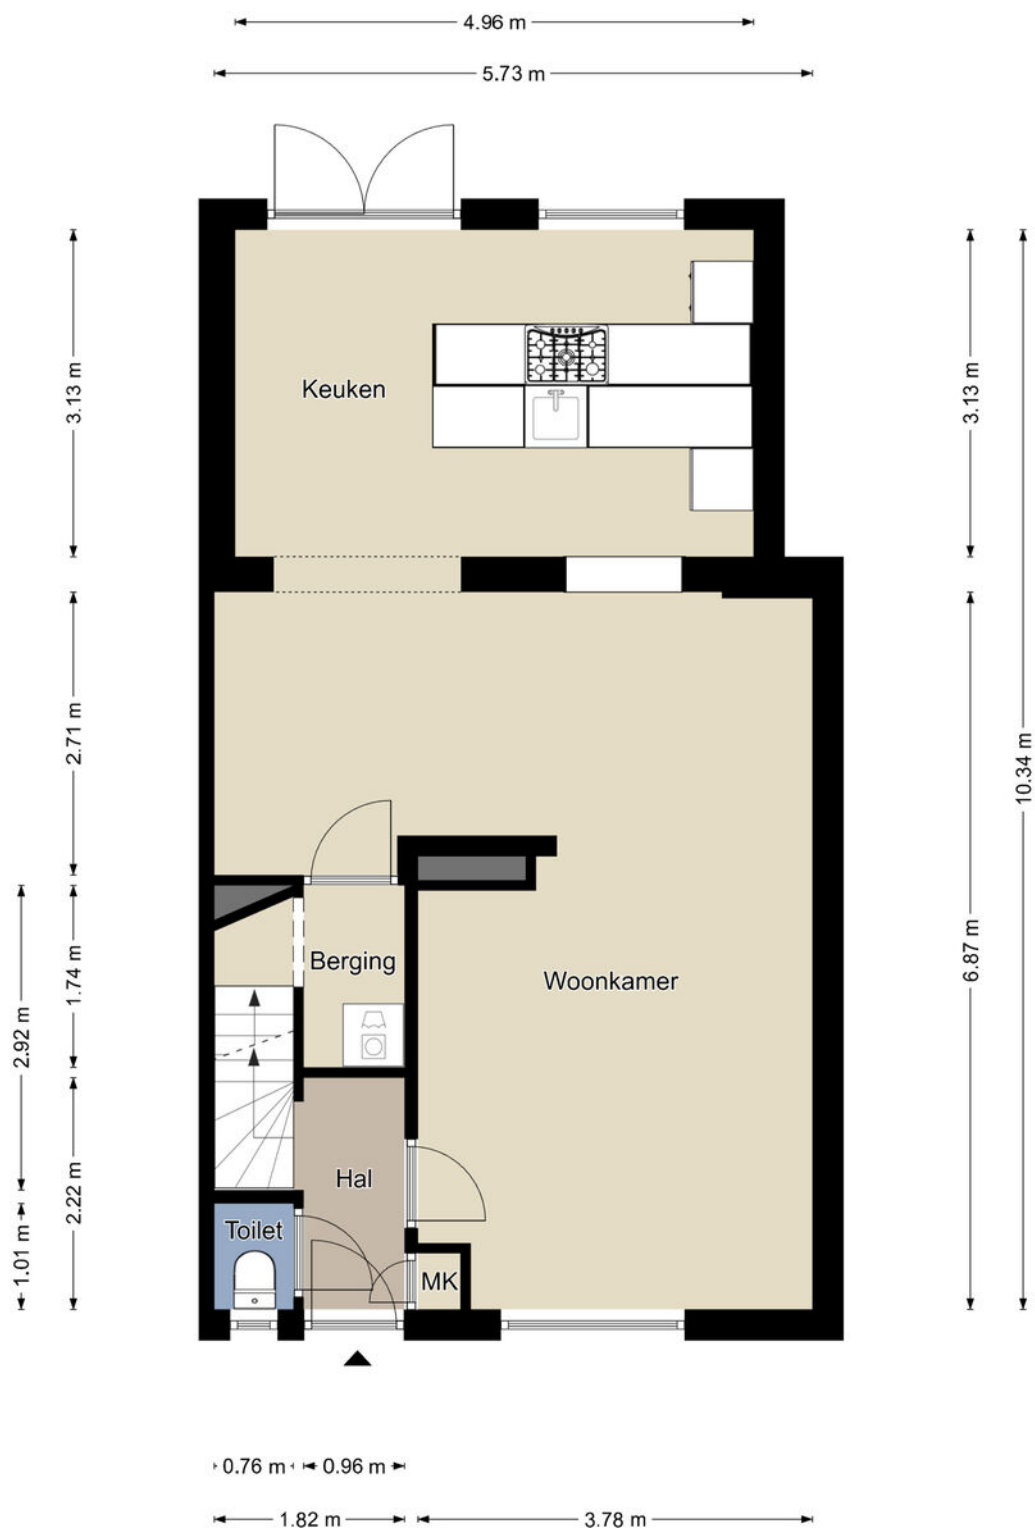 4.96 m
5.73 m
3.13 m
Keuken
3.13 m
2.71 m
10.34 m
6.87 m
1.74 m
Berging
Woonkamer
2.92 m
2.22 m
Hal
1.01 m
Toilet
MK
0.76 m
0.96 m
1.82 m
3.78 m